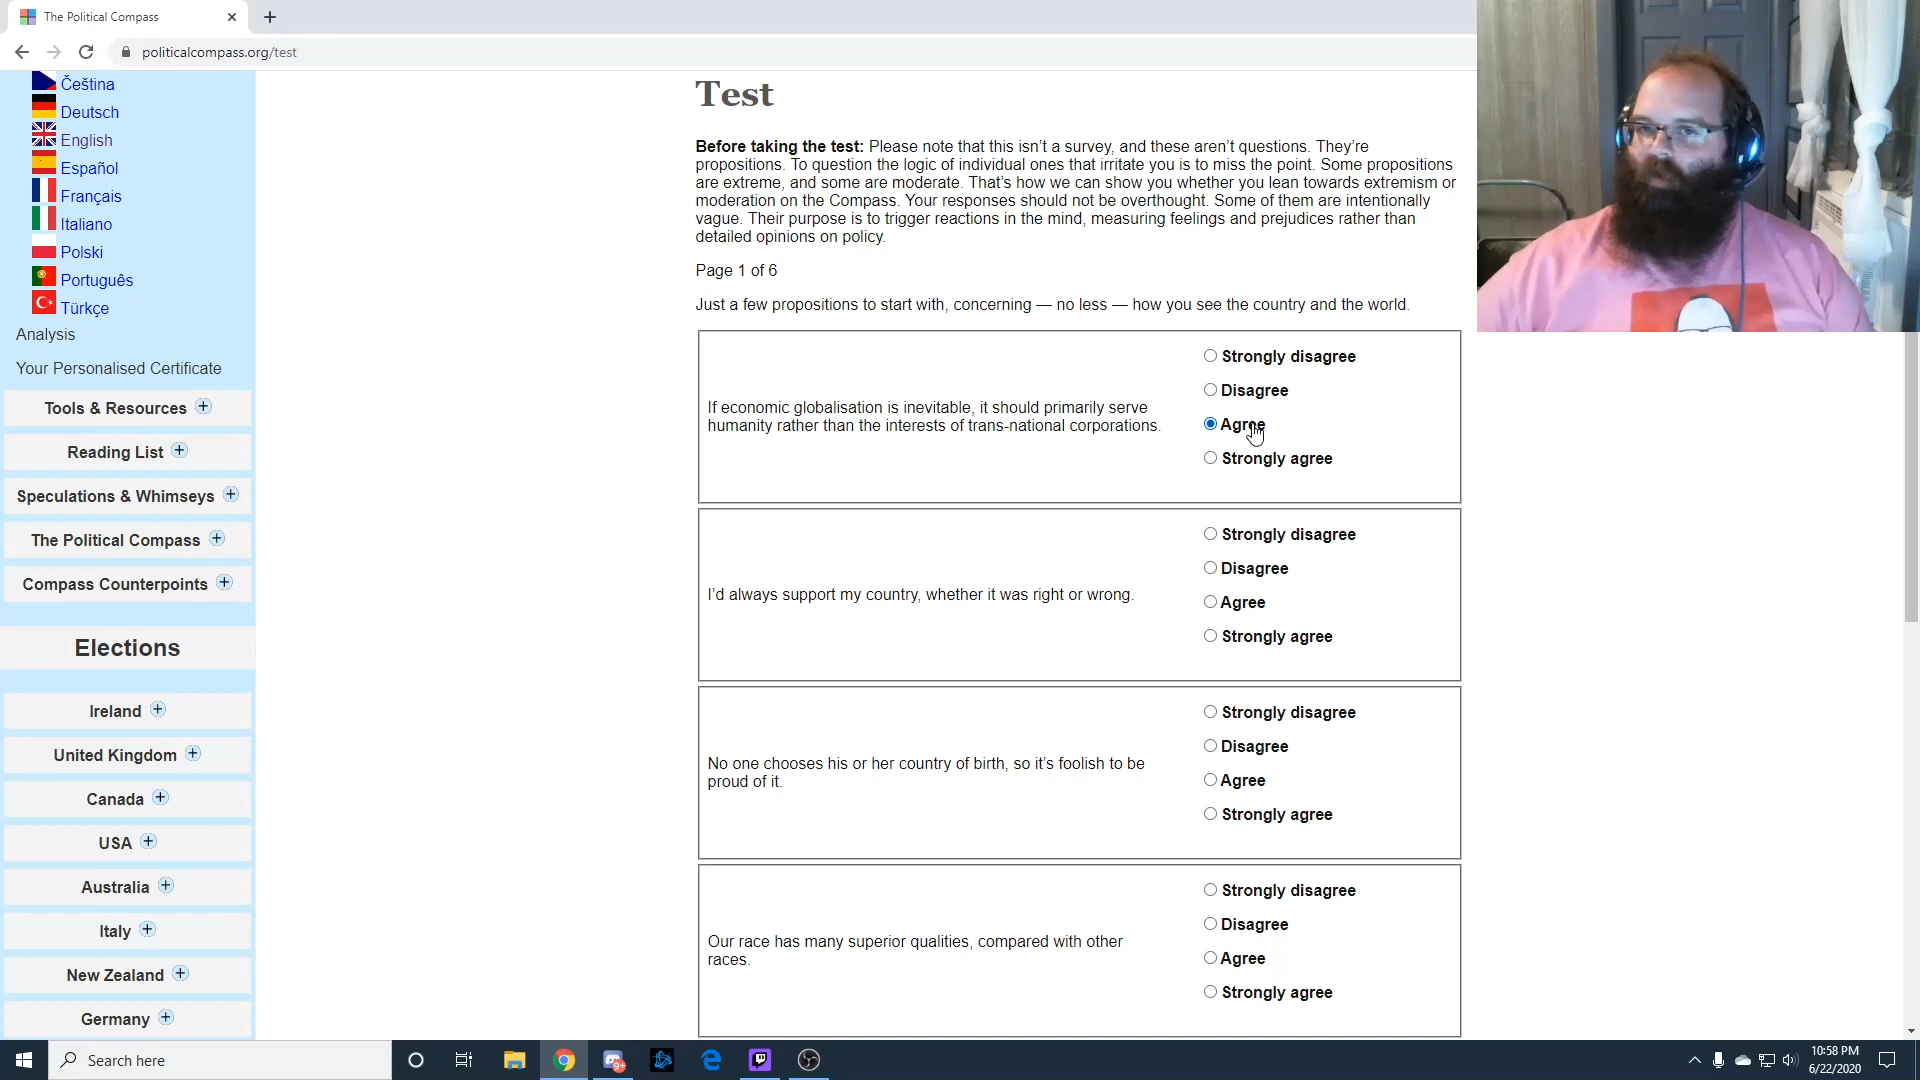 The Political Compass
politicalcompass.org/test
Čeština
Deutsch
English
Español
Français
Italiano
Polski
Português
Türkçe
Analysis
Your Personalised Certificate
Tools & Resources +
Reading List +
Speculations & Whimseys +
The Political Compass +
Compass Counterpoints +
Elections
Ireland +
United Kingdom +
Canada +
USA +
Australia +
Italy +
New Zealand +
Germany +
Test
Before taking the test: Please note that this isn’t a survey, and these aren’t questions. They’re
propositions. To question the logic of individual ones that irritate you is to miss the point. Some propositions
are extreme, and some are moderate. That’s how we can show you whether you lean towards extremism or
moderation on the Compass. Your responses should not be overthought. Some of them are intentionally
vague. Their purpose is to trigger reactions in the mind, measuring feelings and prejudices rather than
detailed opinions on policy.
Page 1 of 6
Just a few propositions to start with, concerning — no less — how you see the country and the world.
If economic globalisation is inevitable, it should primarily serve
humanity rather than the interests of trans-national corporations.
Strongly disagree
Disagree
Agree
Strongly agree
I’d always support my country, whether it was right or wrong.
Strongly disagree
Disagree
Agree
Strongly agree
No one chooses his or her country of birth, so it’s foolish to be
proud of it.
Strongly disagree
Disagree
Agree
Strongly agree
Our race has many superior qualities, compared with other
races.
Strongly disagree
Disagree
Agree
Strongly agree
Search here
9+
10:58 PM
6/22/2020